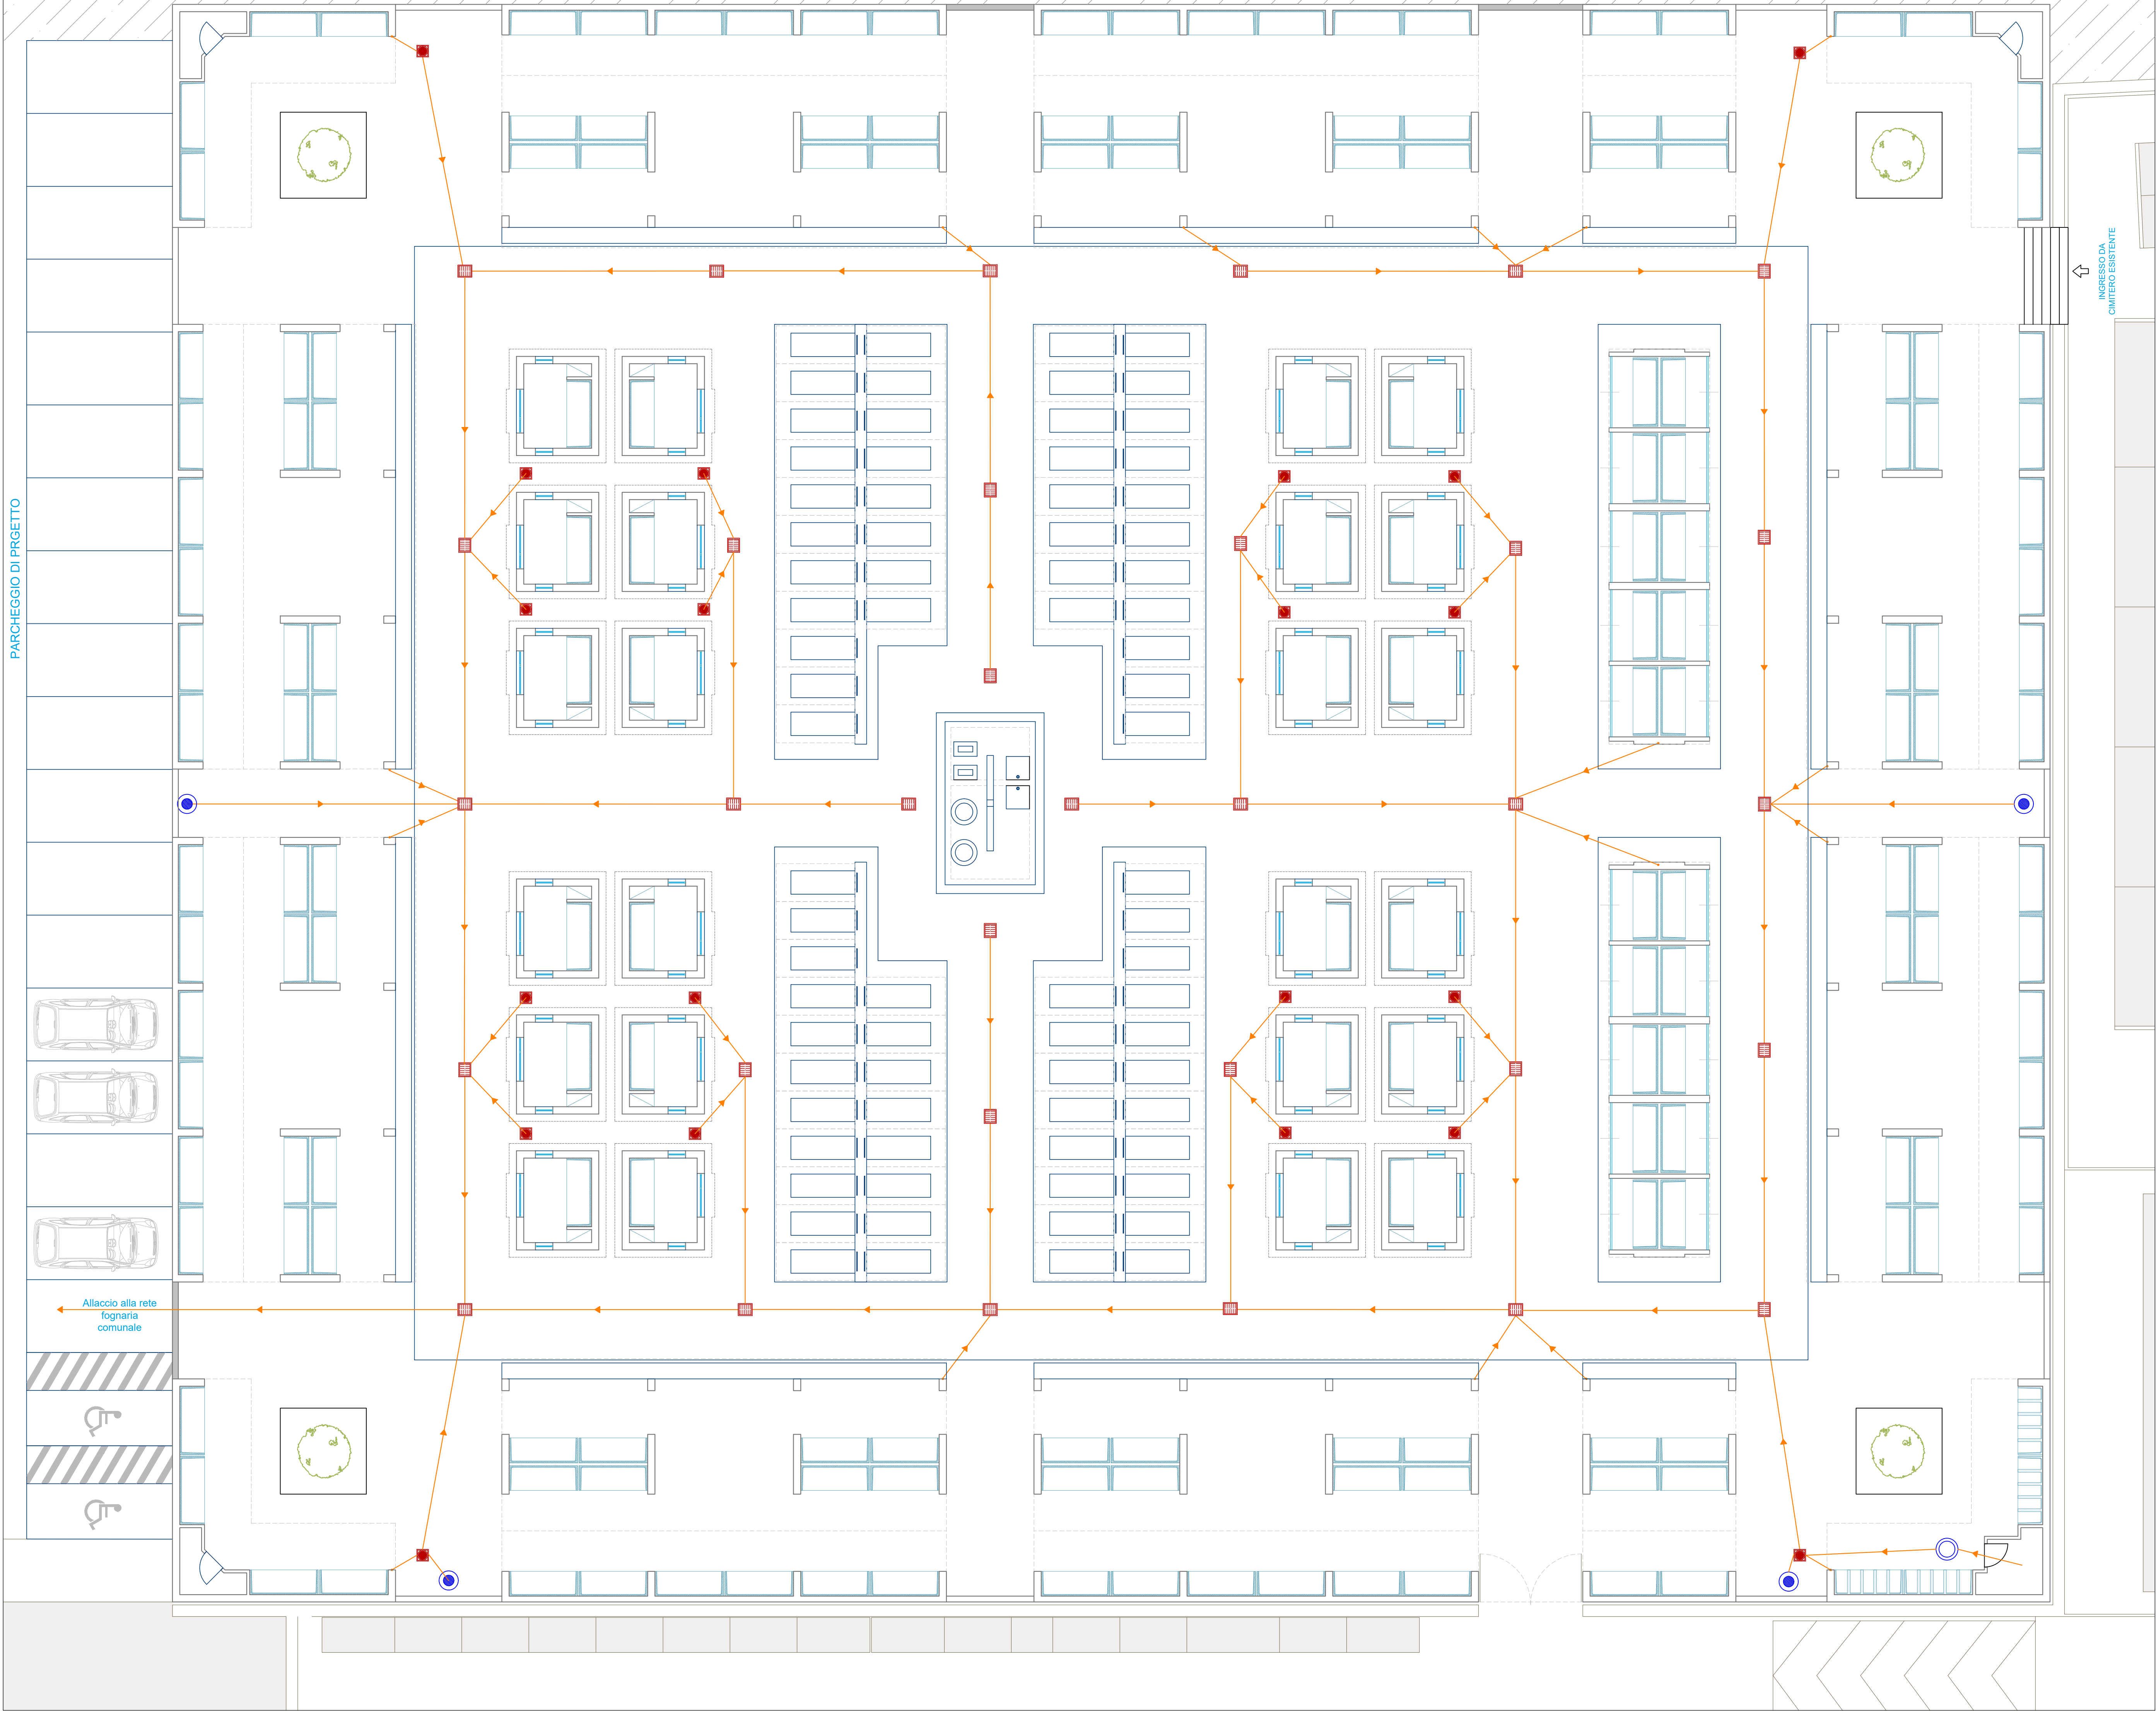 PARCHEGGIO DI PRGETTO
INGRESSO DA
CIMITERO ESISTENTE
Allaccio alla rete
fognaria
comunale